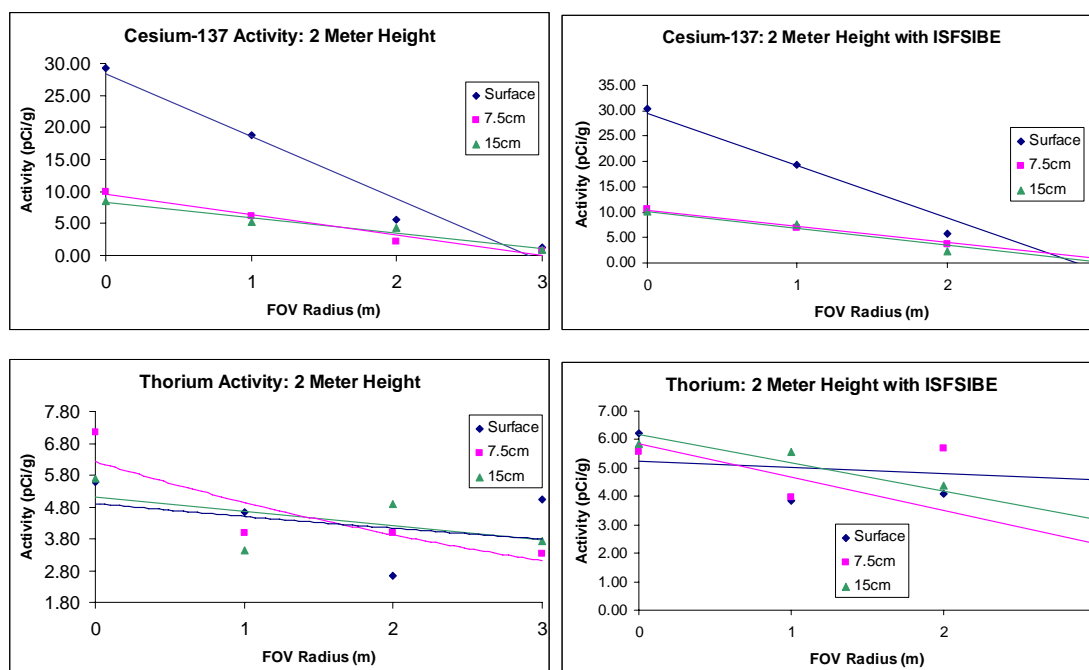 Cesium-137 Activity: 2 Meter Height
30.00
25.00
20.00
15.00
10.00
5.00
0.00
Activity (pCi/g)
0 1 2 3
FOV Radius (m)
Surface
7.5cm
15cm
Cesium-137: 2 Meter Height with ISFSIBE
35.00
30.00
25.00
20.00
15.00
10.00
5.00
0.00
Activity (pCi/g)
0 1 2
FOV Radius (m)
Surface
7.5cm
15cm
Thorium Activity: 2 Meter Height
7.80
6.80
5.80
4.80
3.80
2.80
1.80
Activity (pCi/g)
0 1 2 3
FOV Radius (m)
Surface
7.5cm
15cm
Thorium: 2 Meter Height with ISFSIBE
7.00
6.00
5.00
4.00
3.00
2.00
1.00
0.00
Activity (pCi/g)
0 1 2
FOV Radius (m)
Surface
7.5cm
15cm